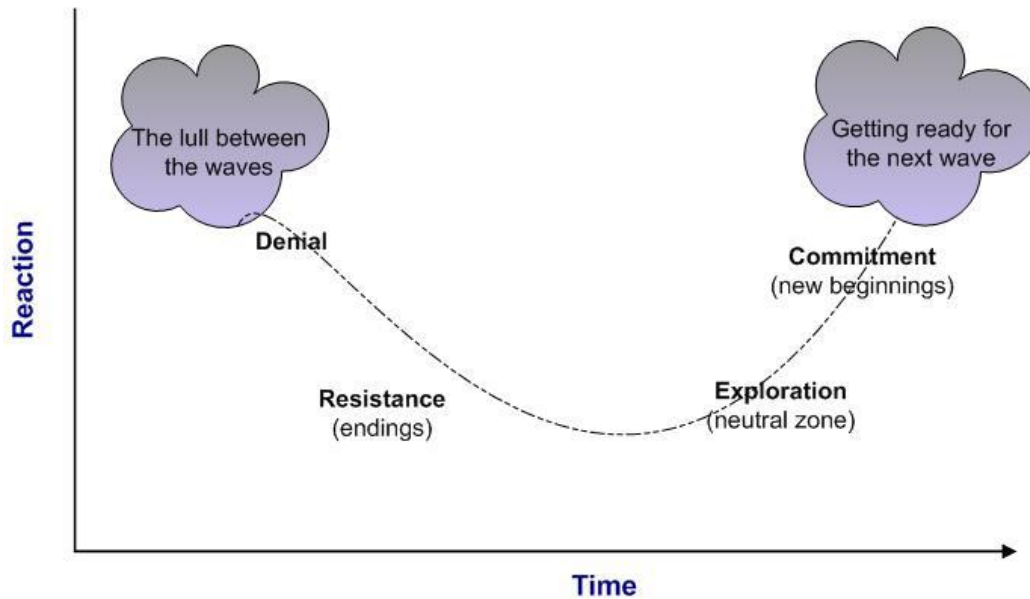 The lull between
the waves
Getting ready for
the next wave
Denial
Commitment
(new beginnings)
Reaction
Resistance
(endings)
Exploration
(neutral zone)
Time